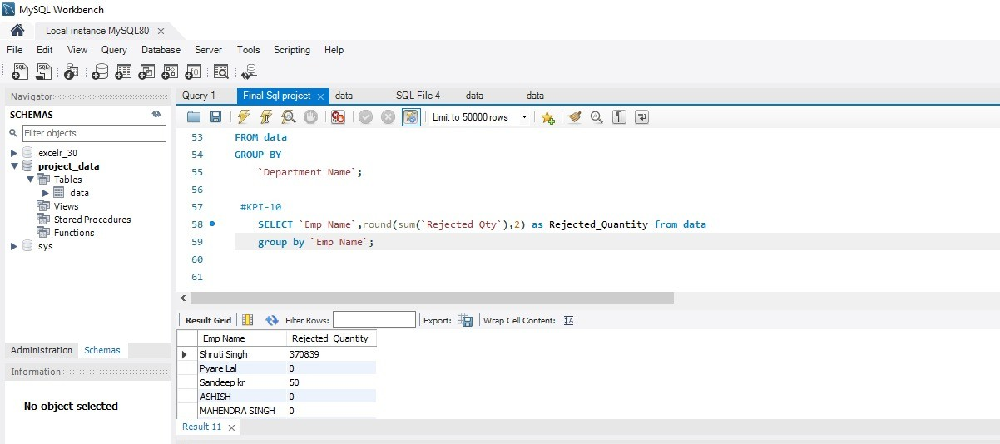 MySQL Workbench
Local instance MySQL80
File Edit View Query Database Server Tools Scripting Help
Navigator
SCHEMAS
Filter objects
excelr_30
project_data
Tables
data
Views
Stored Procedures
Functions
sys
Administration Schemas
Information
No object selected
Query 1 Final Sql project data SQL File 4 data data
Limit to 50000 rows
53 FROM data
54 GROUP BY
55 `Department Name`;
56
57 #KPI-10
58 SELECT `Emp Name`,round(sum(`Rejected Qty`),2) as Rejected_Quantity from data
59 group by `Emp Name`;
60
61
Result Grid Filter Rows: Export: Wrap Cell Content:
Emp Name Rejected_Quantity
Shruti Singh 370839
Pyare Lal 0
Sandeep kr 50
ASHISH 0
MAHENDRA SINGH 0
Result 11